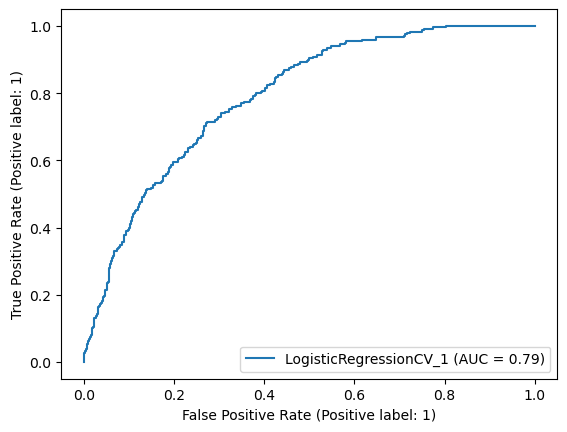 True Positive Rate (Positive label: 1)
1.0
0.8
0.6
0.4
0.2
0.0
LogisticRegressionCV_1 (AUC = 0.79)
0.0 0.2 0.4 0.6 0.8 1.0
False Positive Rate (Positive label: 1)